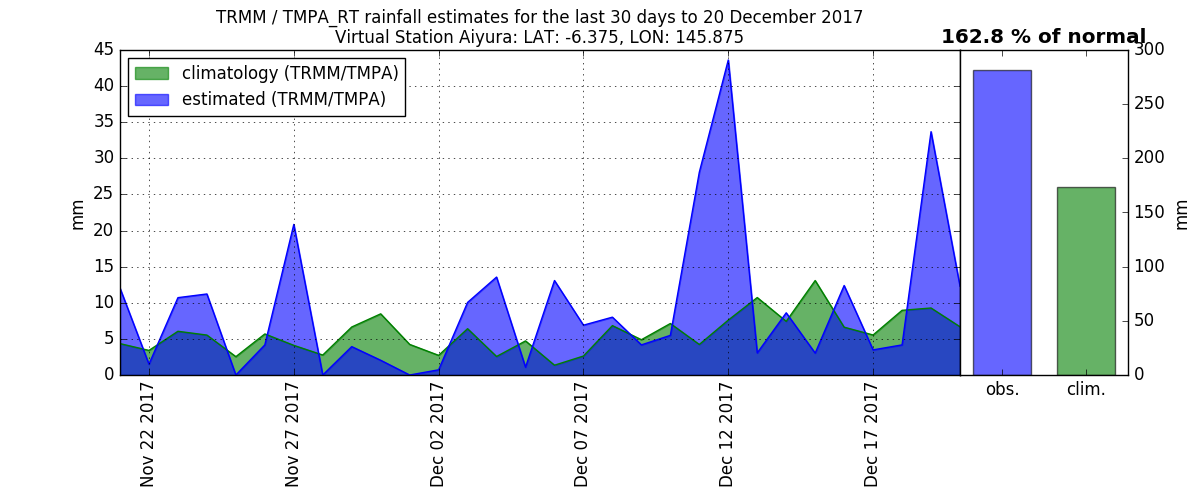 TRMM / TMPA_RT rainfall estimates for the last 30 days to 20 December 2017
Virtual Station Aiyura: LAT: -6.375, LON: 145.875
162.8 % of normal
climatology (TRMM/TMPA)
estimated (TRMM/TMPA)
45
40
35
30
25
20
15
10
5
0
mm
Nov 22 2017
Nov 27 2017
Dec 02 2017
Dec 07 2017
Dec 12 2017
Dec 17 2017
300
250
200
150
100
50
0
mm
obs.
clim.